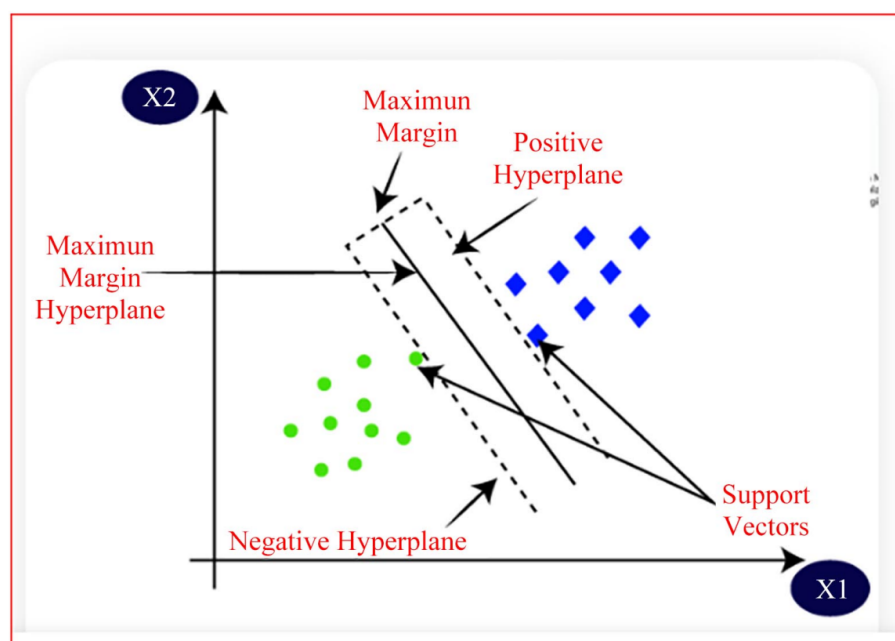 X2
Maximun
Margin
Positive
Hyperplane
Maximun
Margin
Hyperplane
Support
Vectors
Negative Hyperplane
X1